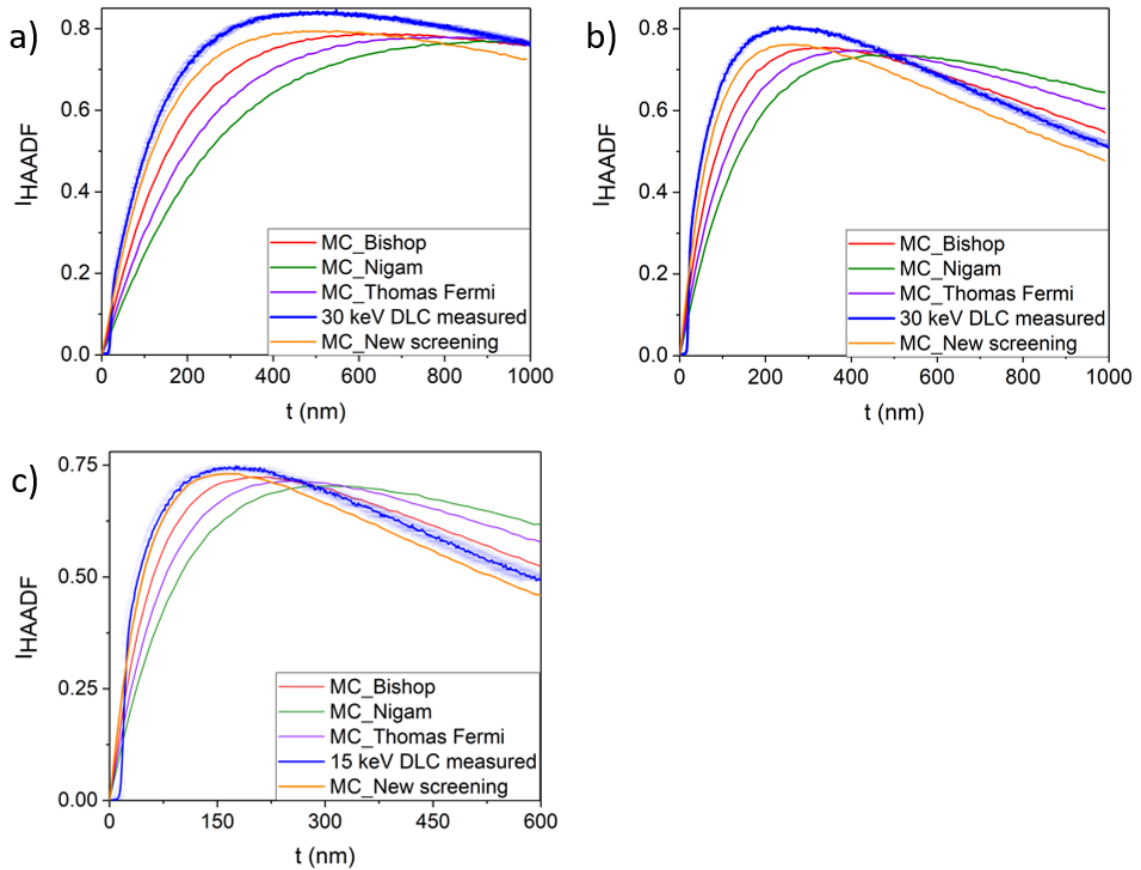 a)
I_HAADF
0.8
0.6
0.4
0.2
0.0
0 200 400 600 800 1000
t (nm)
MC_Bishop
MC_Nigam
MC_Thomas Fermi
30 keV DLC measured
MC_New screening
b)
I_HAADF
0.8
0.6
0.4
0.2
0.0
0 200 400 600 800 1000
t (nm)
MC_Bishop
MC_Nigam
MC_Thomas Fermi
30 keV DLC measured
MC_New screening
c)
I_HAADF
0.75
0.50
0.25
0.00
0 150 300 450 600
t (nm)
MC_Bishop
MC_Nigam
MC_Thomas Fermi
15 keV DLC measured
MC_New screening